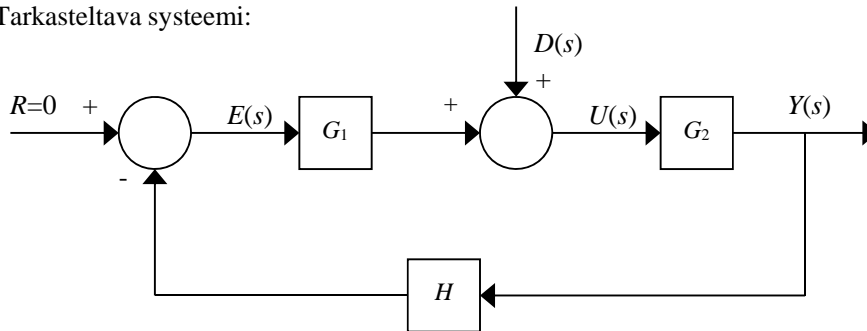 Tarkasteltava systeemi:
D(s)
R=0 + E(s) G₁ + + U(s) G₂ Y(s)
-
H